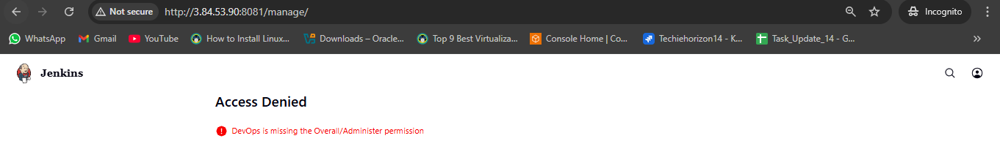 Not secure
http://3.84.53.90:8081/manage/
Incognito
WhatsApp
Gmail
YouTube
How to Install Linux...
Downloads – Oracle...
Top 9 Best Virtualiza...
Console Home | Co...
Techiehorizon14 - K...
Task_Update_14 - G...
»
Jenkins
Access Denied
DevOps is missing the Overall/Administer permission